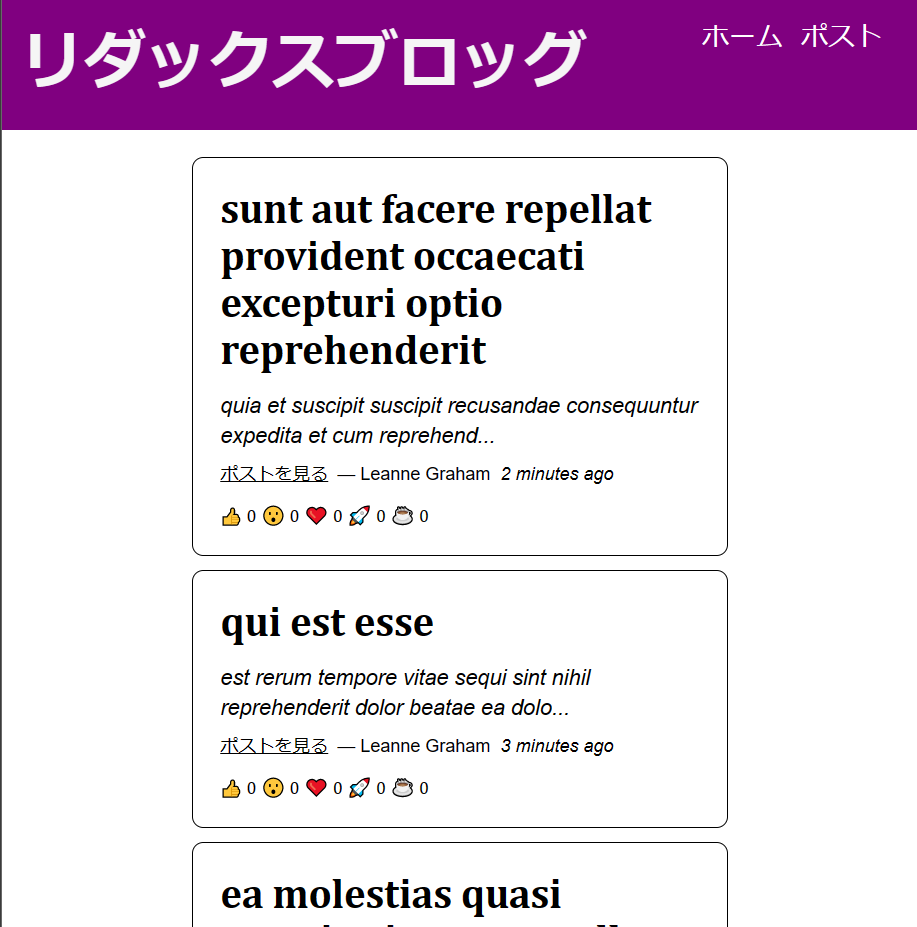 リダックスブロッグ
ホーム ポスト
sunt aut facere repellat
provident occaecati
excepturi optio
reprehenderit
quia et suscipit suscipit recusandae consequuntur
expedita et cum reprehend...
ポストを見る — Leanne Graham 2 minutes ago
👍 0 😮 0 ❤️ 0 🚀 0 ☕ 0
qui est esse
est rerum tempore vitae sequi sint nihil
reprehenderit dolor beatae ea dolo...
ポストを見る — Leanne Graham 3 minutes ago
👍 0 😮 0 ❤️ 0 🚀 0 ☕ 0
ea molestias quasi